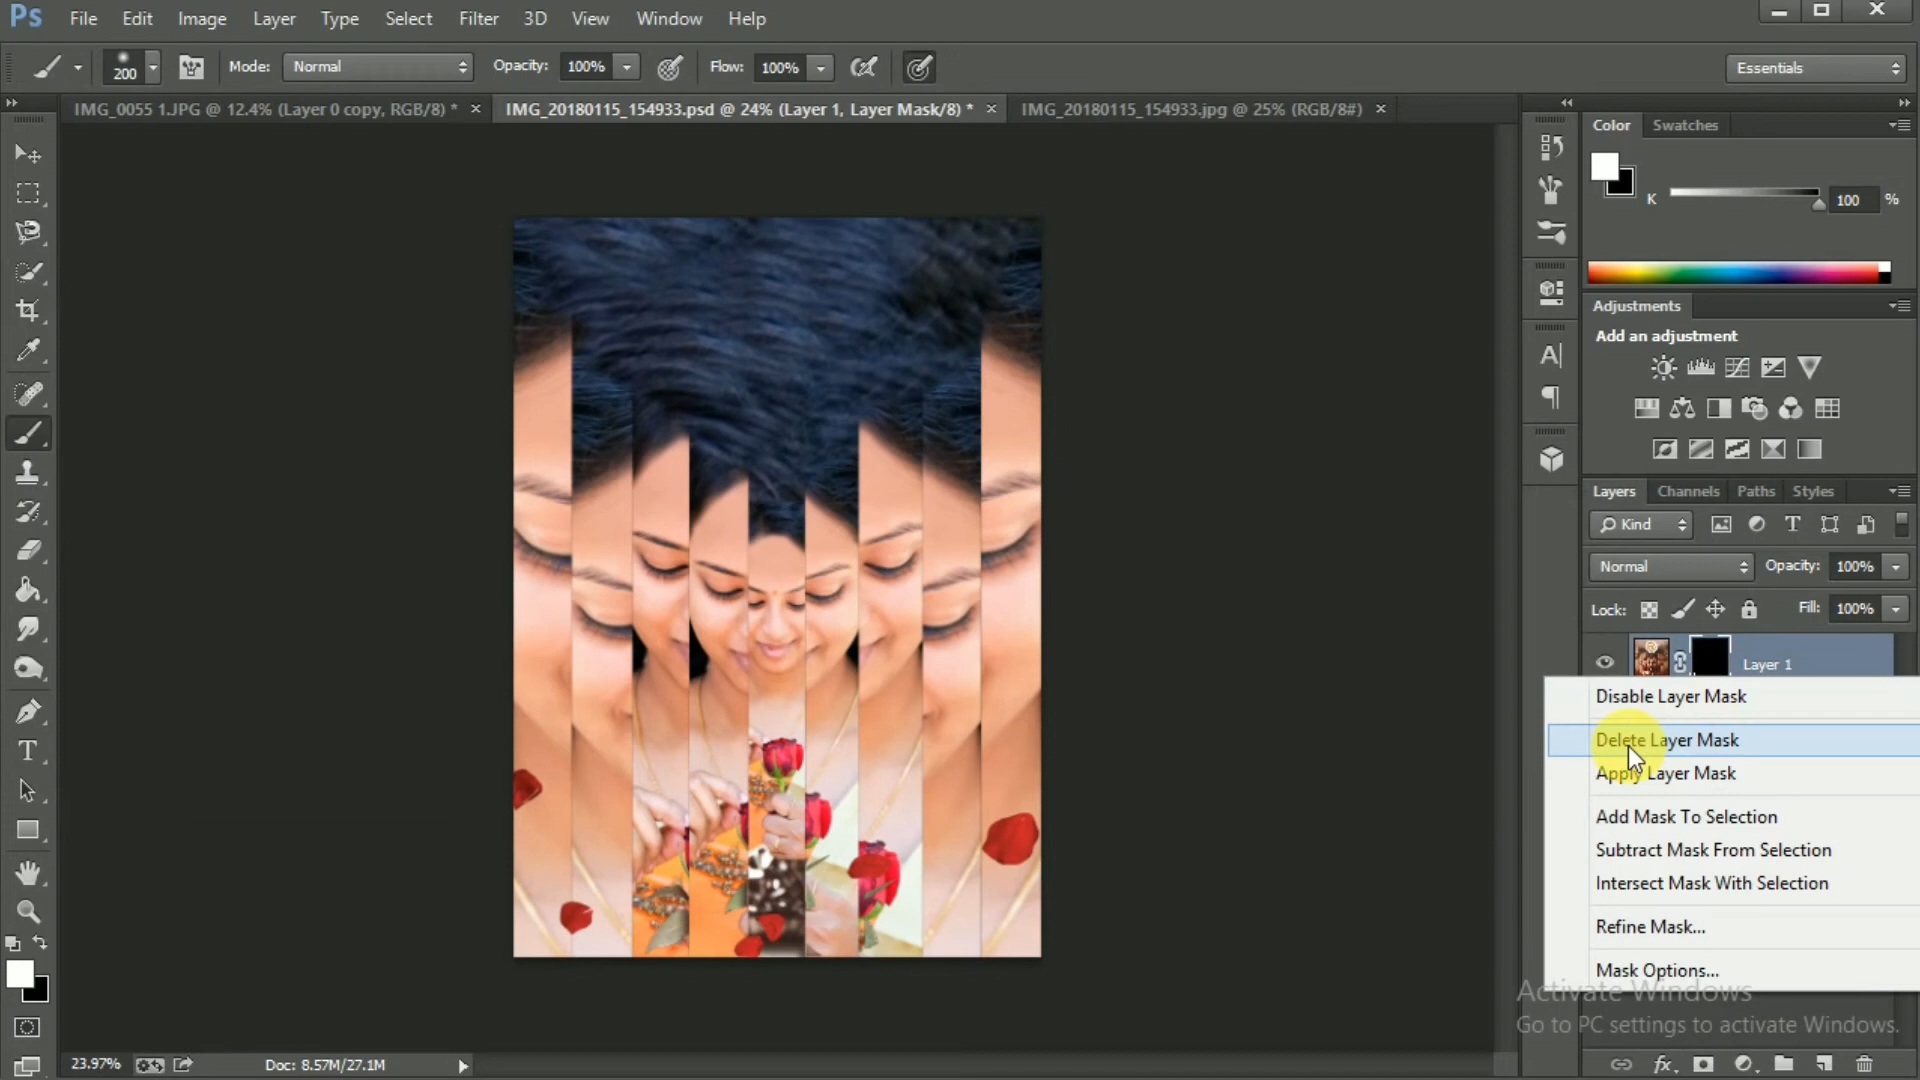 Ps File Edit Image Layer Type Select Filter 3D View Window Help
200 Mode: Normal Opacity: 100% Flow: 100% Essentials
IMG_0055 1.JPG @ 12.4% (Layer 0 copy, RGB/8) * × IMG_20180115_154933.psd @ 24% (Layer 1, Layer Mask/8) * × IMG_20180115_154933.jpg @ 25% (RGB/8#) ×
Color Swatches
K 100 %
Adjustments
Add an adjustment
Layers Channels Paths Styles
Kind
Normal Opacity: 100%
Lock: Fill: 100%
Layer 1
Disable Layer Mask
Delete Layer Mask
Apply Layer Mask
Add Mask To Selection
Subtract Mask From Selection
Intersect Mask With Selection
Refine Mask...
Mask Options...
Activate Windows
Go to PC settings to activate Windows.
23.97% Doc: 8.57M/27.1M